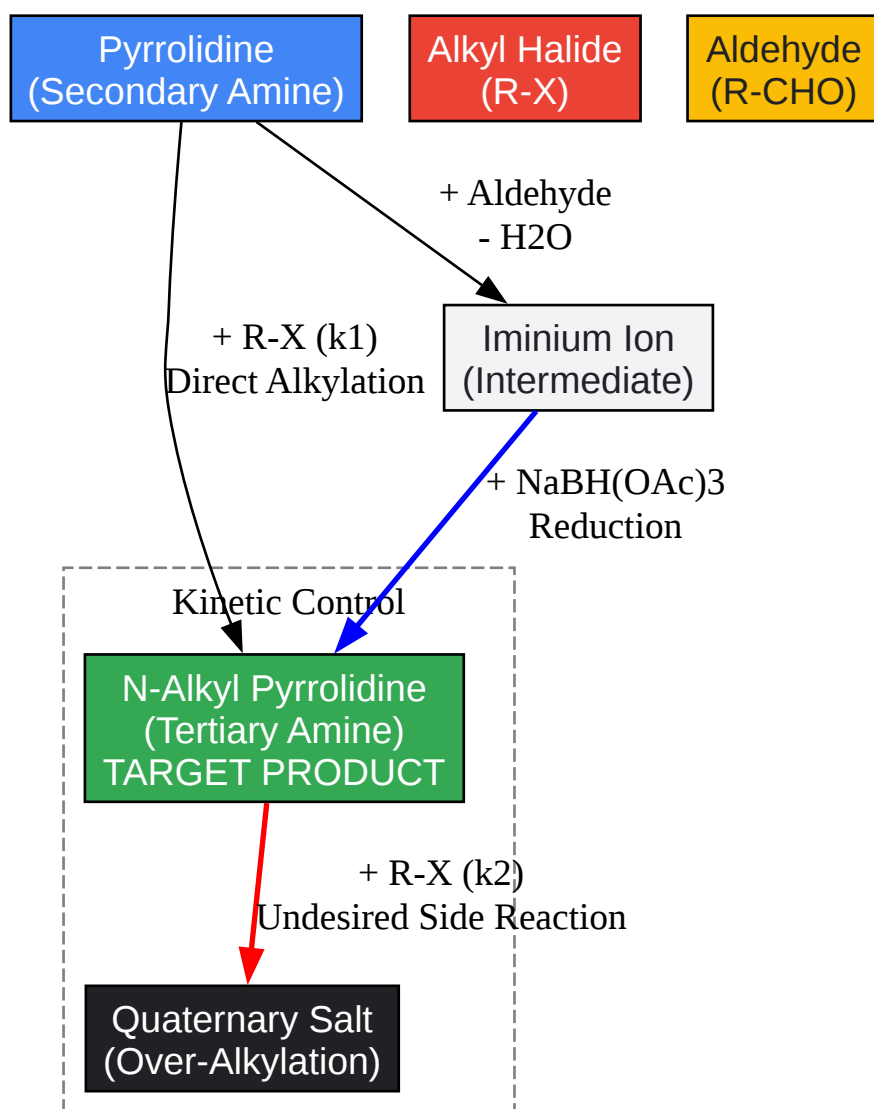 Pyrrolidine
(Secondary Amine)
Alkyl Halide
(R-X)
Aldehyde
(R-CHO)
+ Aldehyde
- H2O
+ R-X (k1)
Direct Alkylation
Iminium Ion
(Intermediate)
+ NaBH(OAc)3
Reduction
Kinetic Control
N-Alkyl Pyrrolidine
(Tertiary Amine)
TARGET PRODUCT
+ R-X (k2)
Undesired Side Reaction
Quaternary Salt
(Over-Alkylation)